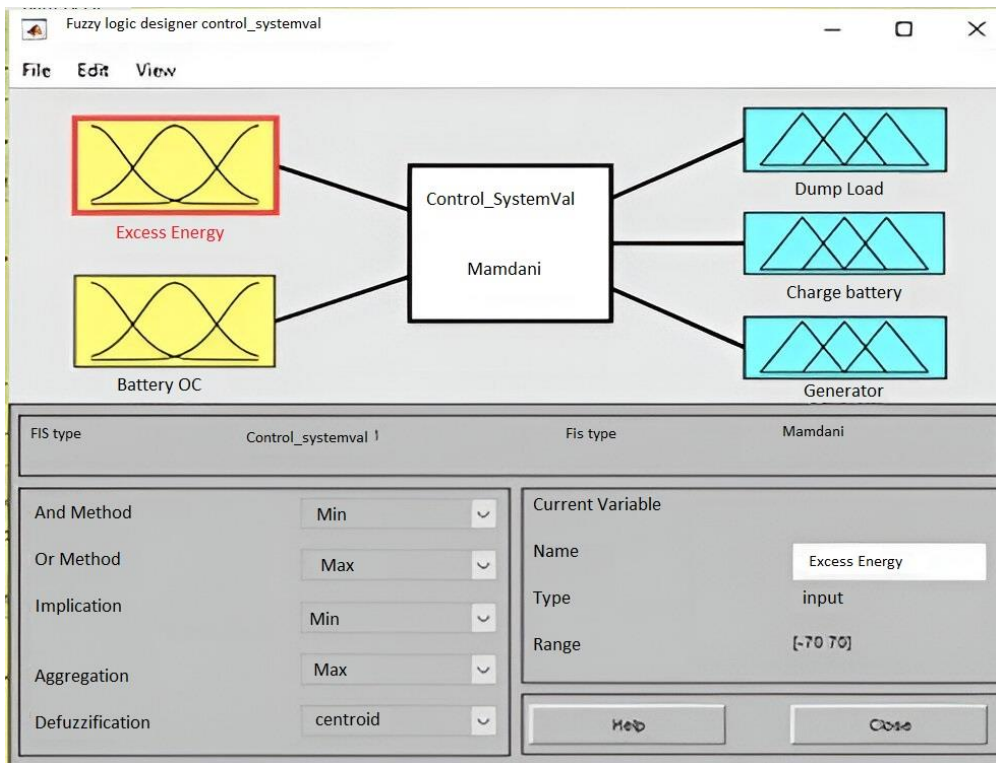 Fuzzy logic designer control_systemval
File Edit View
Excess Energy
Battery OC
Control_SystemVal
Mamdani
Dump Load
Charge battery
Generator
FIS type Control_systemval 1 Fis type Mamdani
And Method Min
Or Method Max
Implication Min
Aggregation Max
Defuzzification centroid
Current Variable
Name Excess Energy
Type input
Range [-70 70]
Help Close